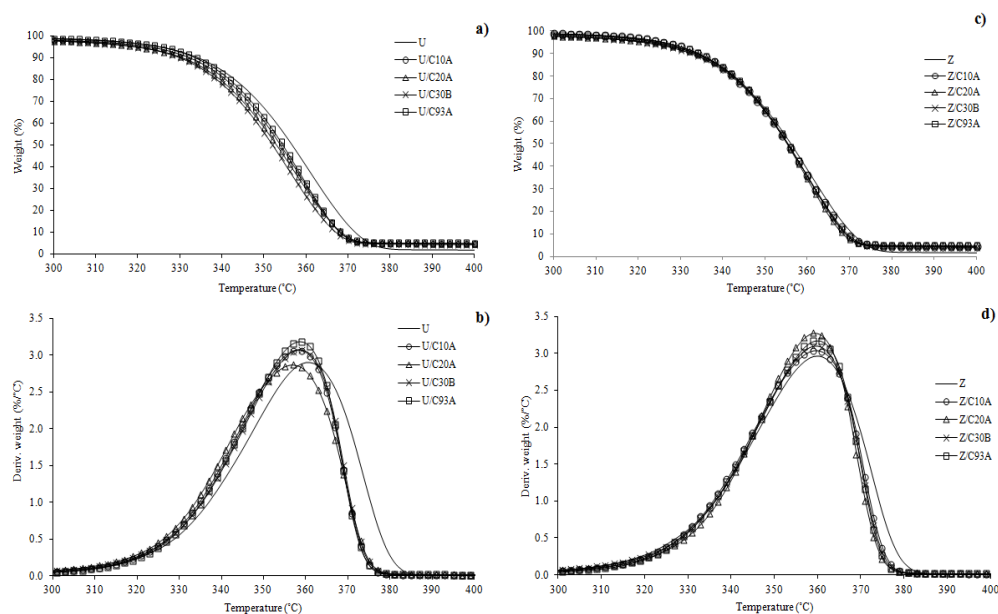 a)
U
U/C10A
U/C20A
U/C30B
U/C93A
Weight (%)
100
90
80
70
60
50
40
30
20
10
0
300 310 320 330 340 350 360 370 380 390 400
Temperature (°C)
c)
Z
Z/C10A
Z/C20A
Z/C30B
Z/C93A
Weight (%)
100
90
80
70
60
50
40
30
20
10
0
300 310 320 330 340 350 360 370 380 390 400
Temperature (°C)
b)
U
U/C10A
U/C20A
U/C30B
U/C93A
Deriv. weight (%/°C)
3.5
3.0
2.5
2.0
1.5
1.0
0.5
0.0
300 310 320 330 340 350 360 370 380 390 400
Temperature (°C)
d)
Z
Z/C10A
Z/C20A
Z/C30B
Z/C93A
Deriv. weight (%/°C)
3.5
3.0
2.5
2.0
1.5
1.0
0.5
0.0
300 310 320 330 340 350 360 370 380 390 400
Temperature (°C)